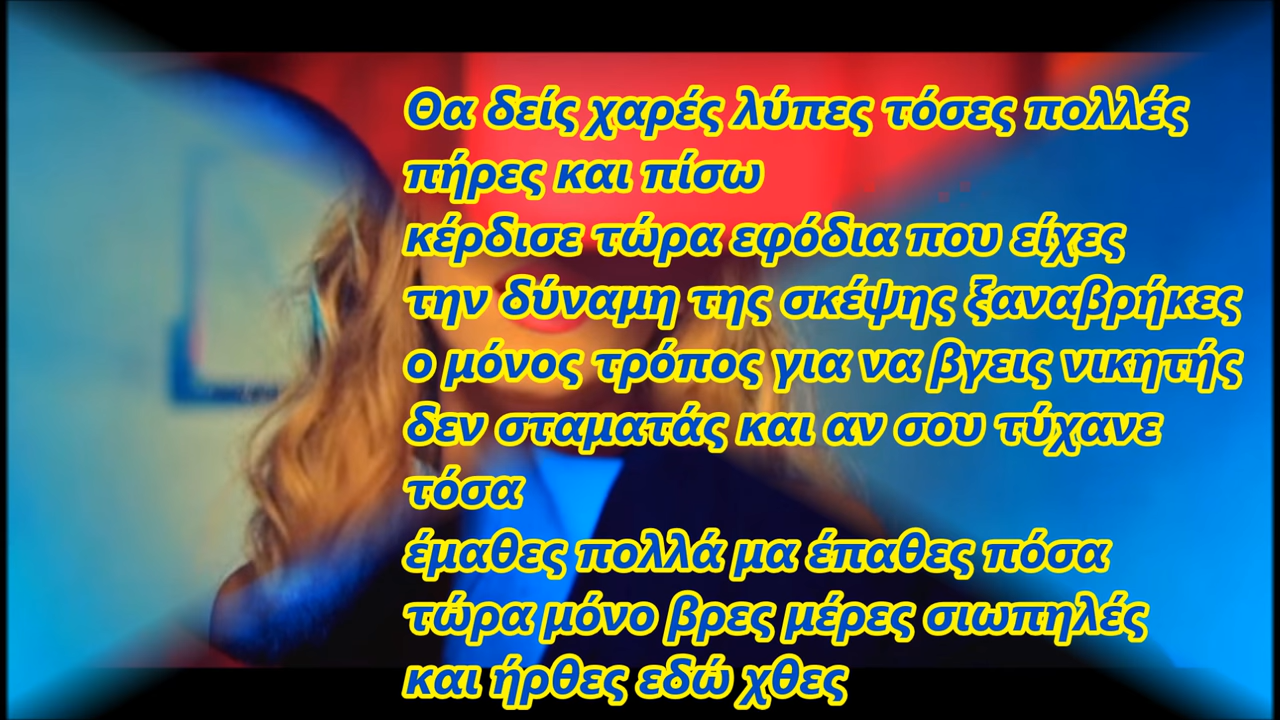 Θα δείς χαρές λύπες τόσες πολλές
πήρες και πίσω
κέρδισε τώρα εφόδια που είχες
την δύναμη της σκέψης ξαναβρήκες
ο μόνος τρόπος για να βγεις νικητής
δεν σταματάς και αν σου τύχανε
τόσα
έμαθες πολλά μα έπαθες πόσα
τώρα μόνο βρες μέρες σιωπηλές
και ήρθες εδώ χθες